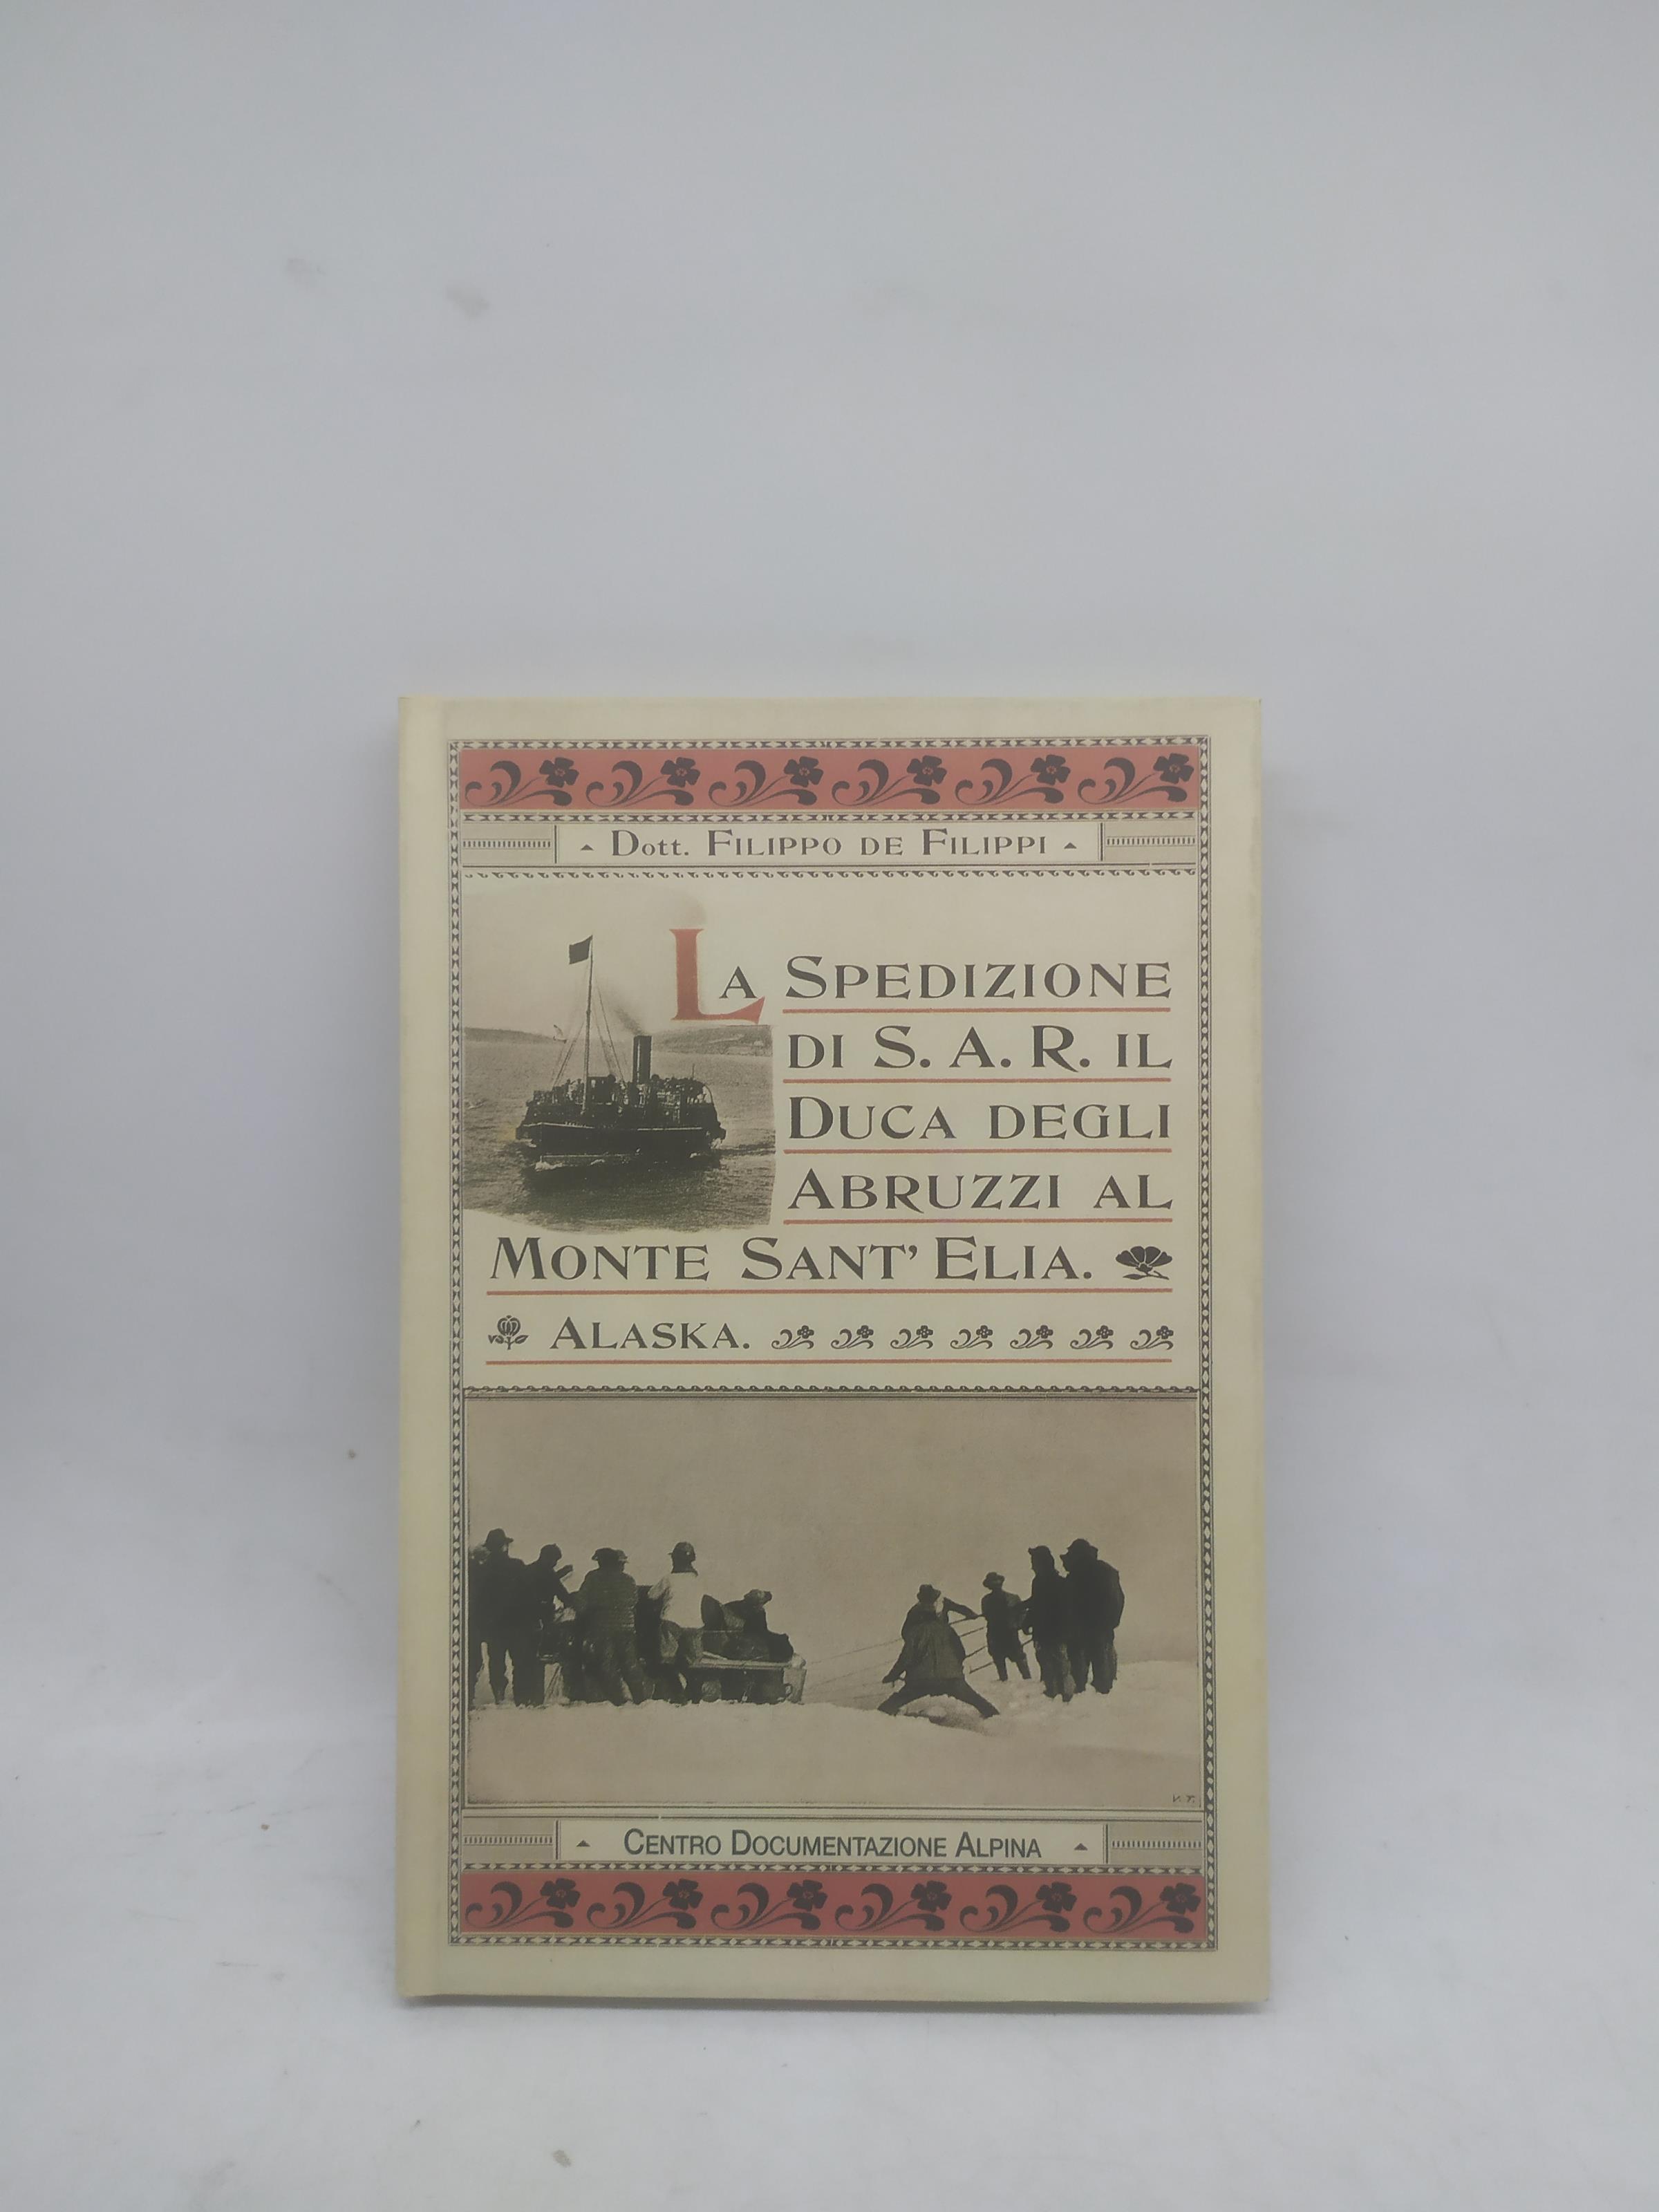 Dott. Filippo de Filippi
La Spedizione
di S. A. R. il
Duca degli
Abruzzi al
Monte Sant' Elia.
Alaska.
V. T.
Centro Documentazione Alpina